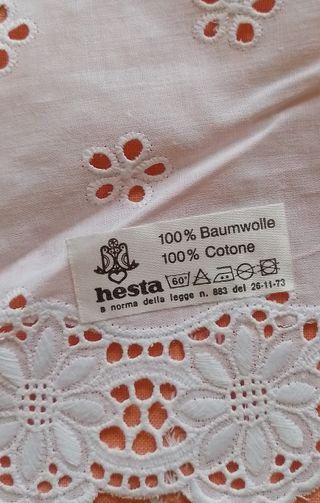 100% Baumwolle
100% Cotone
hesta 60°
a norma della legge n. 883 del 26-11-73